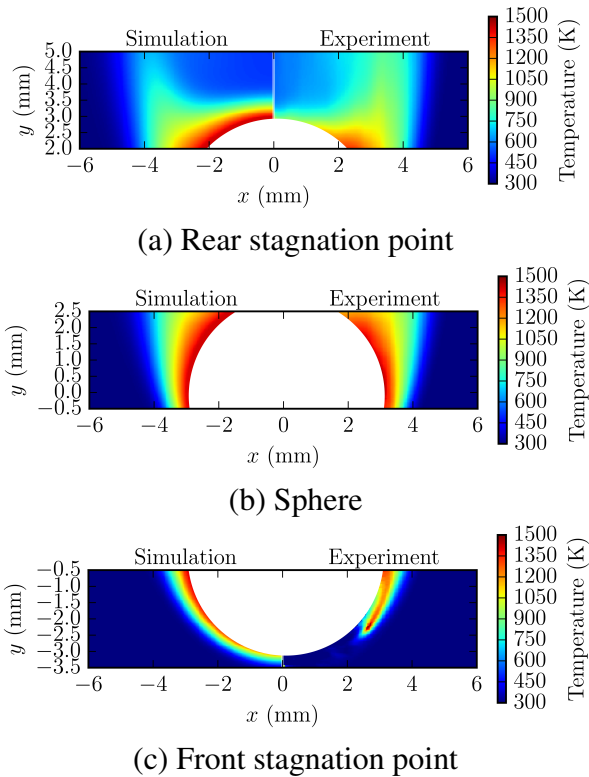 Simulation Experiment
5.0
4.5
4.0
3.5
3.0
2.5
2.0
y (mm)
−6 −4 −2 0 2 4 6
x (mm)
1500
1350
1200
1050
900
750
600
450
300
Temperature (K)
(a) Rear stagnation point
Simulation Experiment
2.5
2.0
1.5
1.0
0.5
0.0
−0.5
y (mm)
−6 −4 −2 0 2 4 6
x (mm)
1500
1350
1200
1050
900
750
600
450
300
Temperature (K)
(b) Sphere
Simulation Experiment
−0.5
−1.0
−1.5
−2.0
−2.5
−3.0
−3.5
y (mm)
−6 −4 −2 0 2 4 6
x (mm)
1500
1350
1200
1050
900
750
600
450
300
Temperature (K)
(c) Front stagnation point